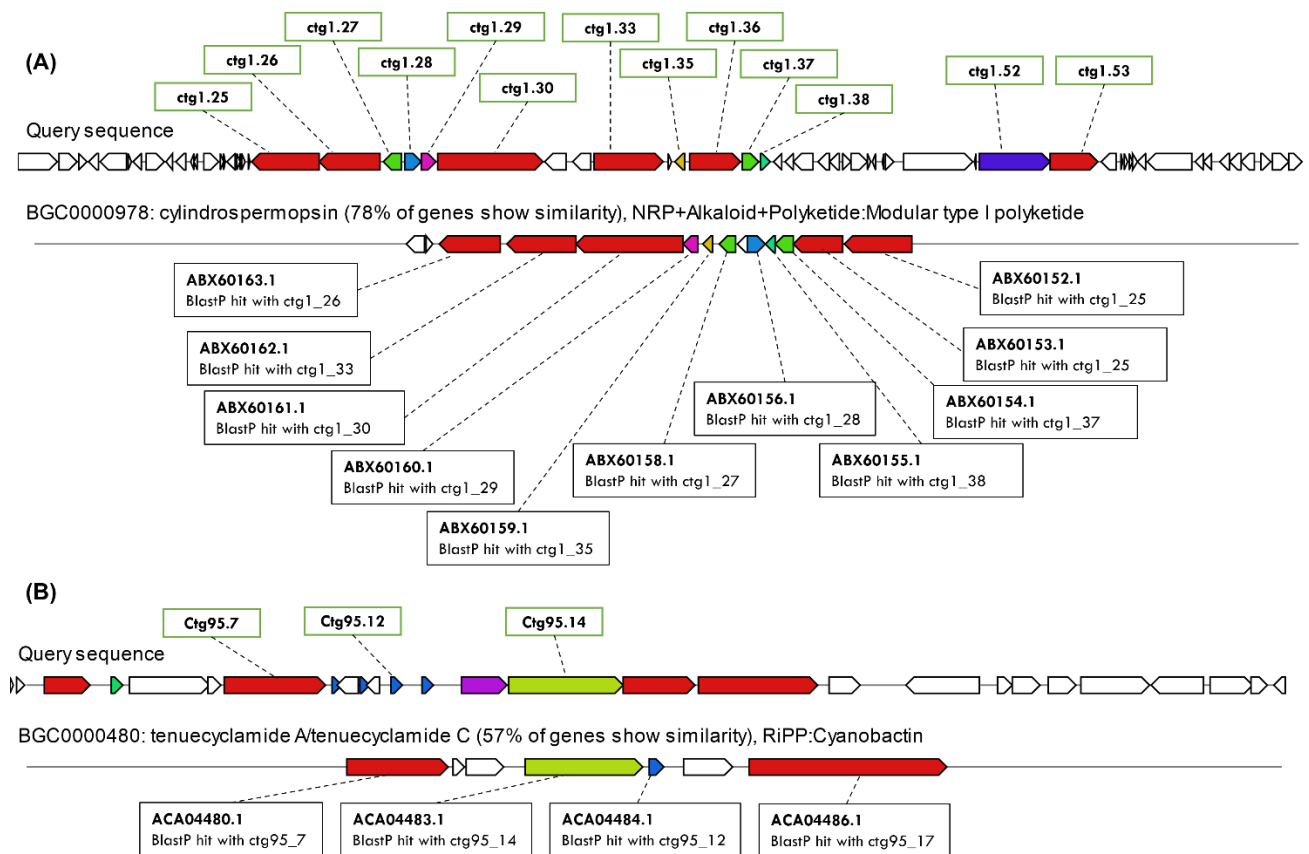 (A)
ctg1.25
ctg1.26
ctg1.27
ctg1.28
ctg1.29
ctg1.30
ctg1.33
ctg1.35
ctg1.36
ctg1.37
ctg1.38
ctg1.52
ctg1.53
Query sequence
BGC0000978: cylindrospermopsin (78% of genes show similarity), NRP+Alkaloid+Polyketide:Modular type I polyketide
ABX60163.1
BlastP hit with ctg1_26
ABX60162.1
BlastP hit with ctg1_33
ABX60161.1
BlastP hit with ctg1_30
ABX60160.1
BlastP hit with ctg1_29
ABX60159.1
BlastP hit with ctg1_35
ABX60158.1
BlastP hit with ctg1_27
ABX60156.1
BlastP hit with ctg1_28
ABX60155.1
BlastP hit with ctg1_38
ABX60154.1
BlastP hit with ctg1_37
ABX60153.1
BlastP hit with ctg1_25
ABX60152.1
BlastP hit with ctg1_25
(B)
Ctg95.7
Ctg95.12
Ctg95.14
Query sequence
BGC0000480: tenuecyclamide A/tenuecyclamide C (57% of genes show similarity), RiPP:Cyanobactin
ACA04480.1
BlastP hit with ctg95_7
ACA04483.1
BlastP hit with ctg95_14
ACA04484.1
BlastP hit with ctg95_12
ACA04486.1
BlastP hit with ctg95_17